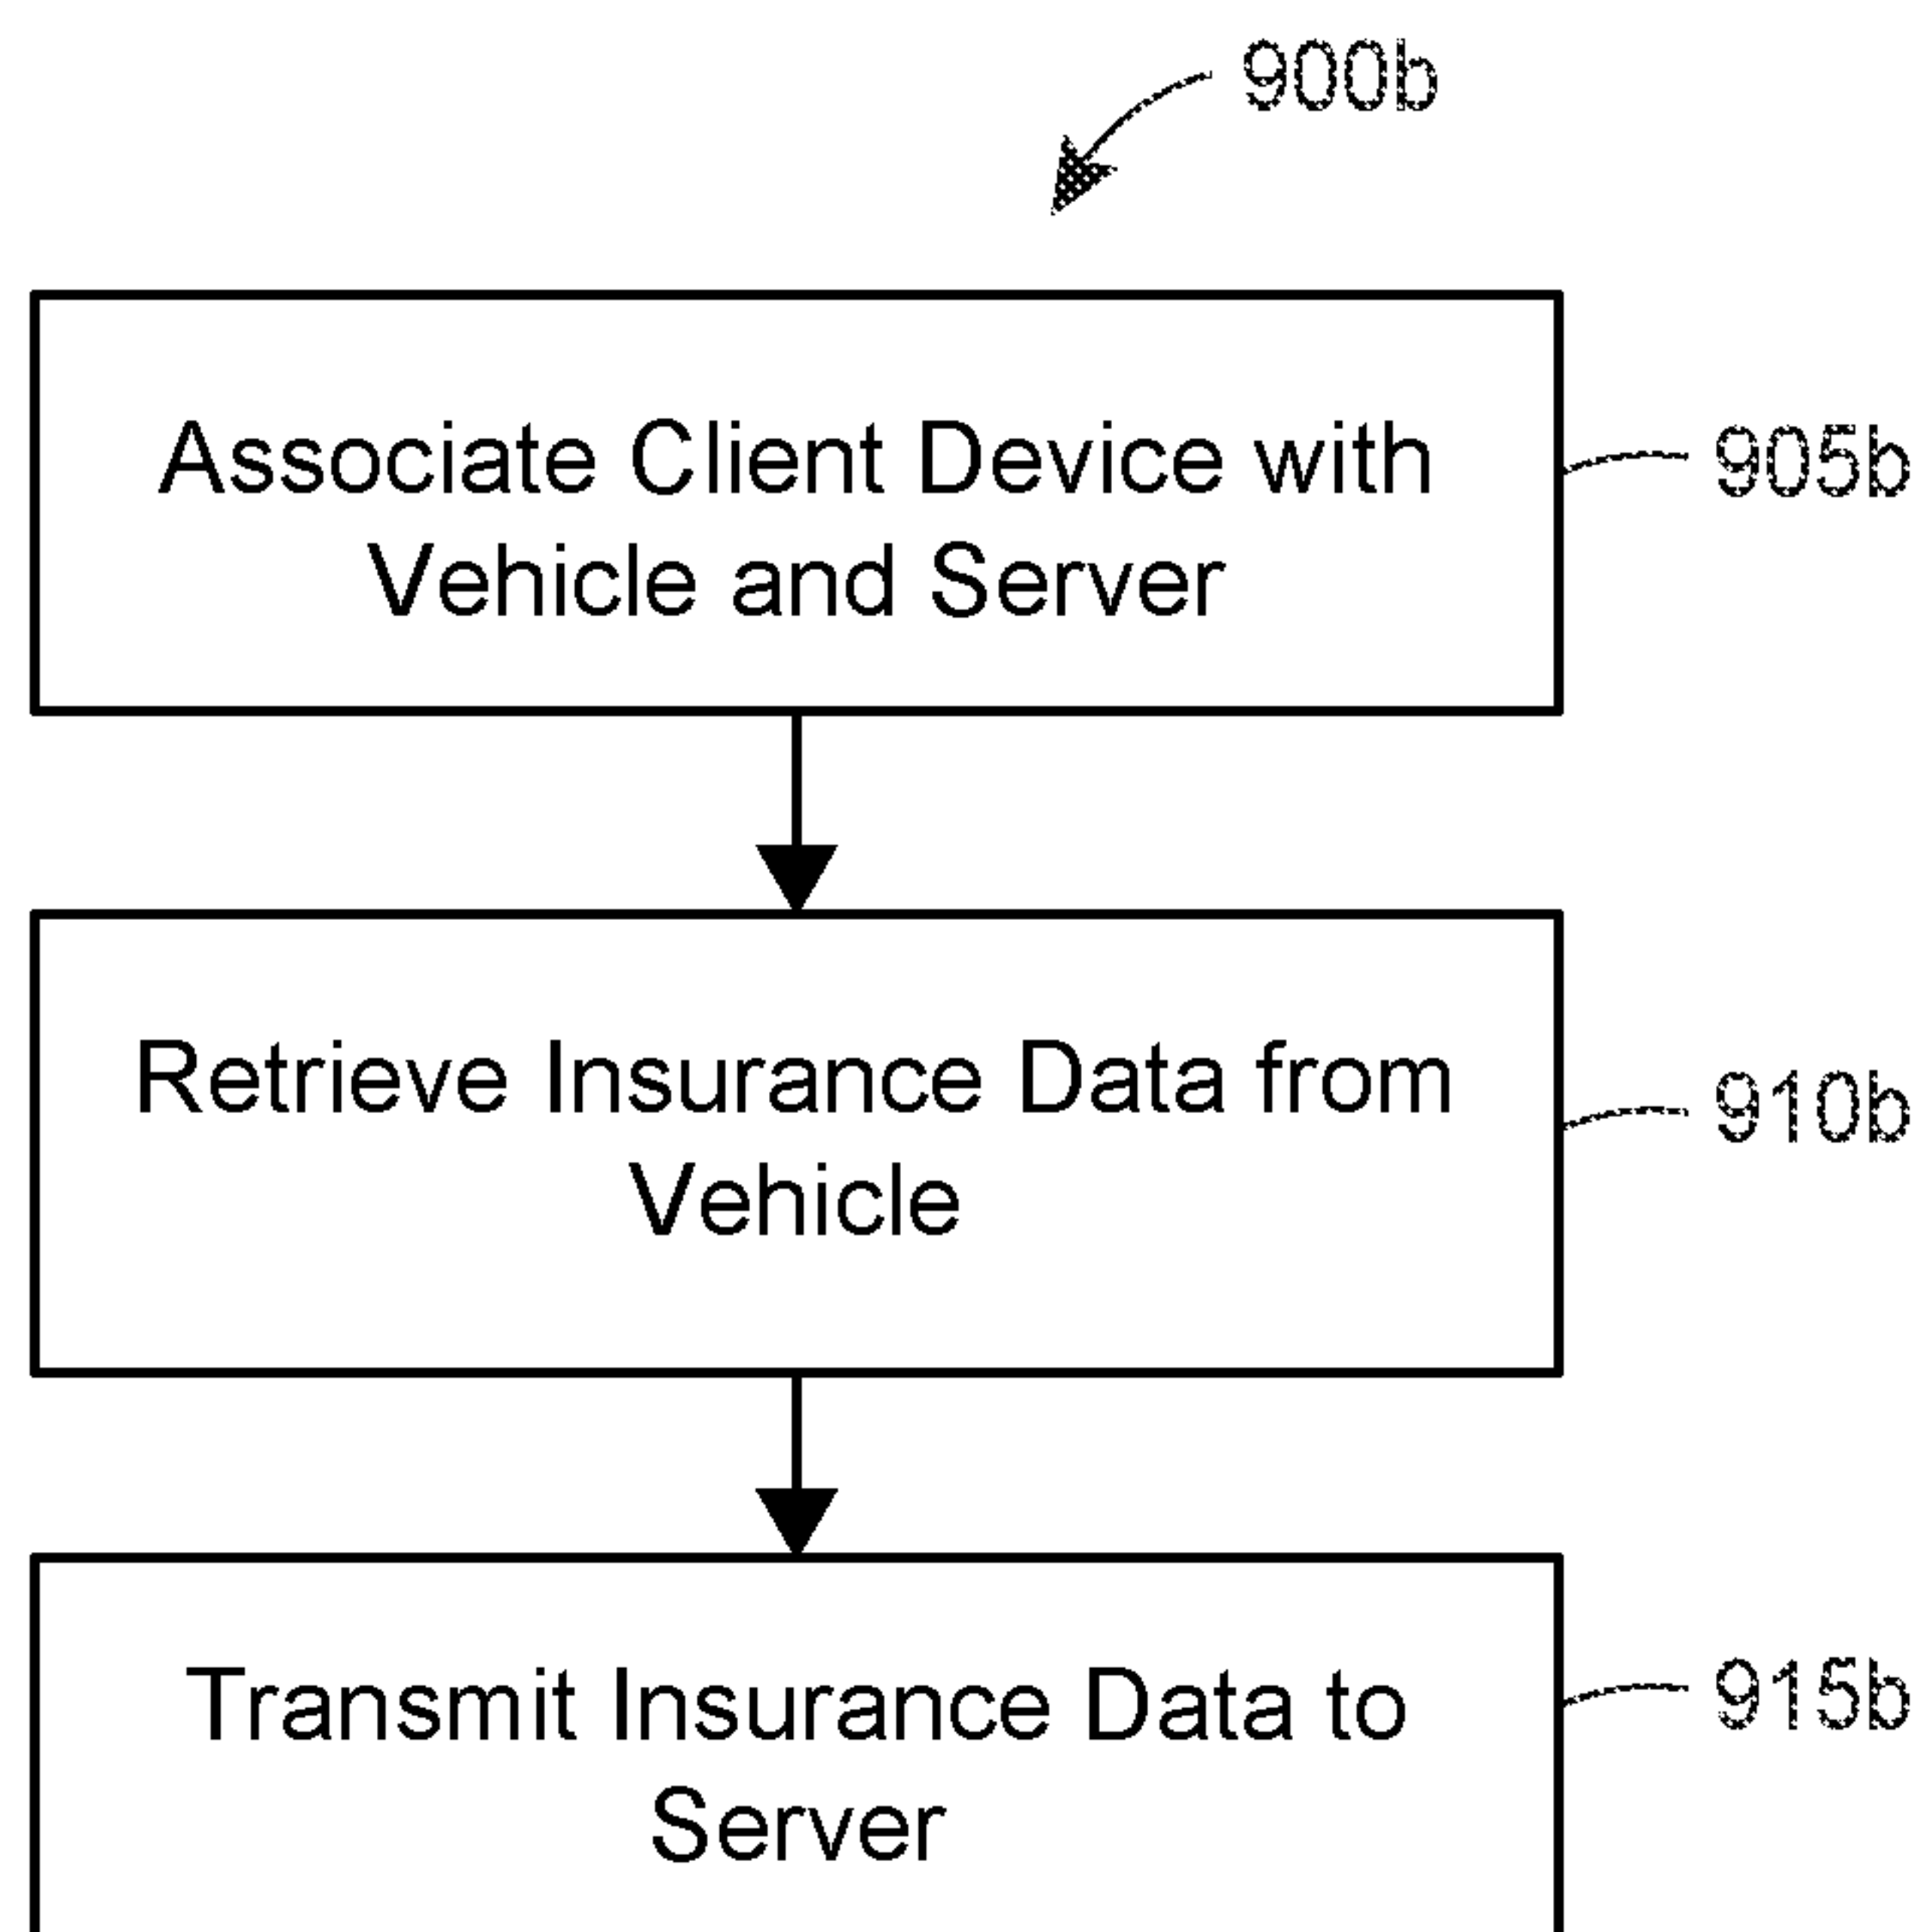 900b
Associate Client Device with
Vehicle and Server
905b
Retrieve Insurance Data from
Vehicle
910b
Transmit Insurance Data to
Server
915b